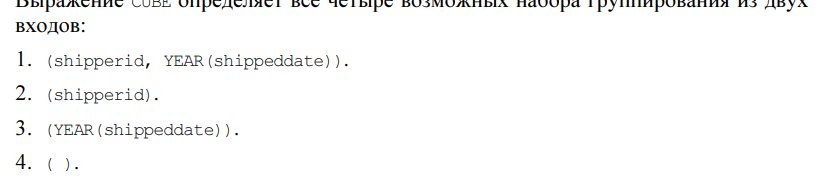 Выражение CUBE определяет все четыре возможных набора группирования из двух
входов:
1. (shipperid, YEAR(shippeddate)).
2. (shipperid).
3. (YEAR(shippeddate)).
4. ( ).